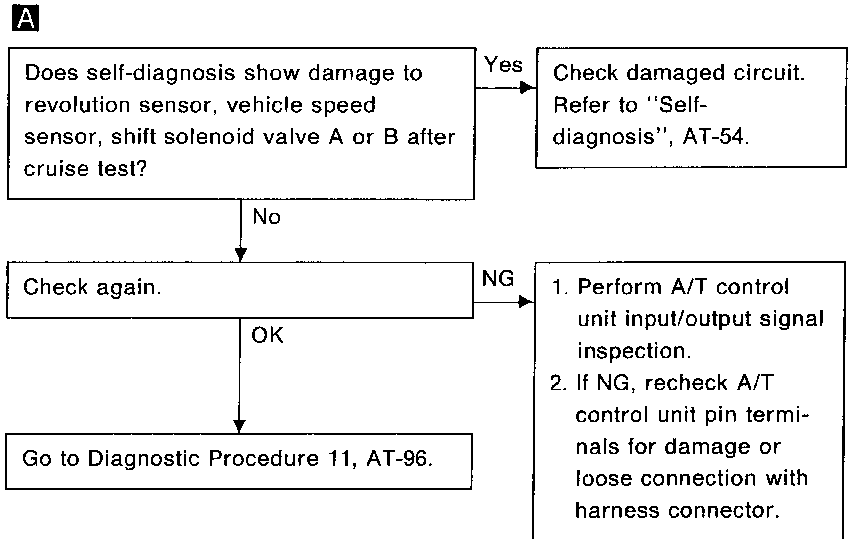 A
Does self-diagnosis show damage to
revolution sensor, vehicle speed
sensor, shift solenoid valve A or B after
cruise test?
Yes
Check damaged circuit.
Refer to ''Self-
diagnosis'', AT-54.
No
Check again.
NG
1. Perform A/T control
unit input/output signal
inspection.
2. If NG, recheck A/T
control unit pin termi-
nals for damage or
loose connection with
harness connector.
OK
Go to Diagnostic Procedure 11, AT-96.